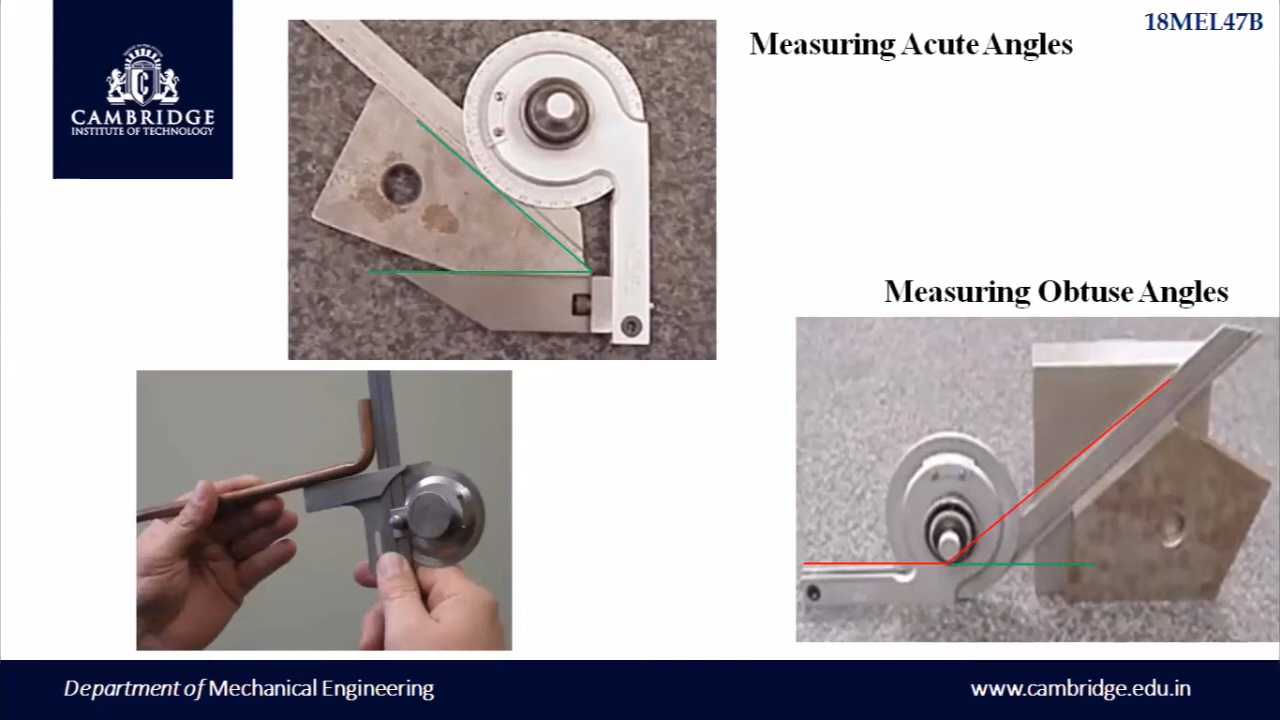 18MEL47B
Measuring Acute Angles
CAMBRIDGE
INSTITUTE OF TECHNOLOGY
Measuring Obtuse Angles
Department of Mechanical Engineering
www.cambridge.edu.in